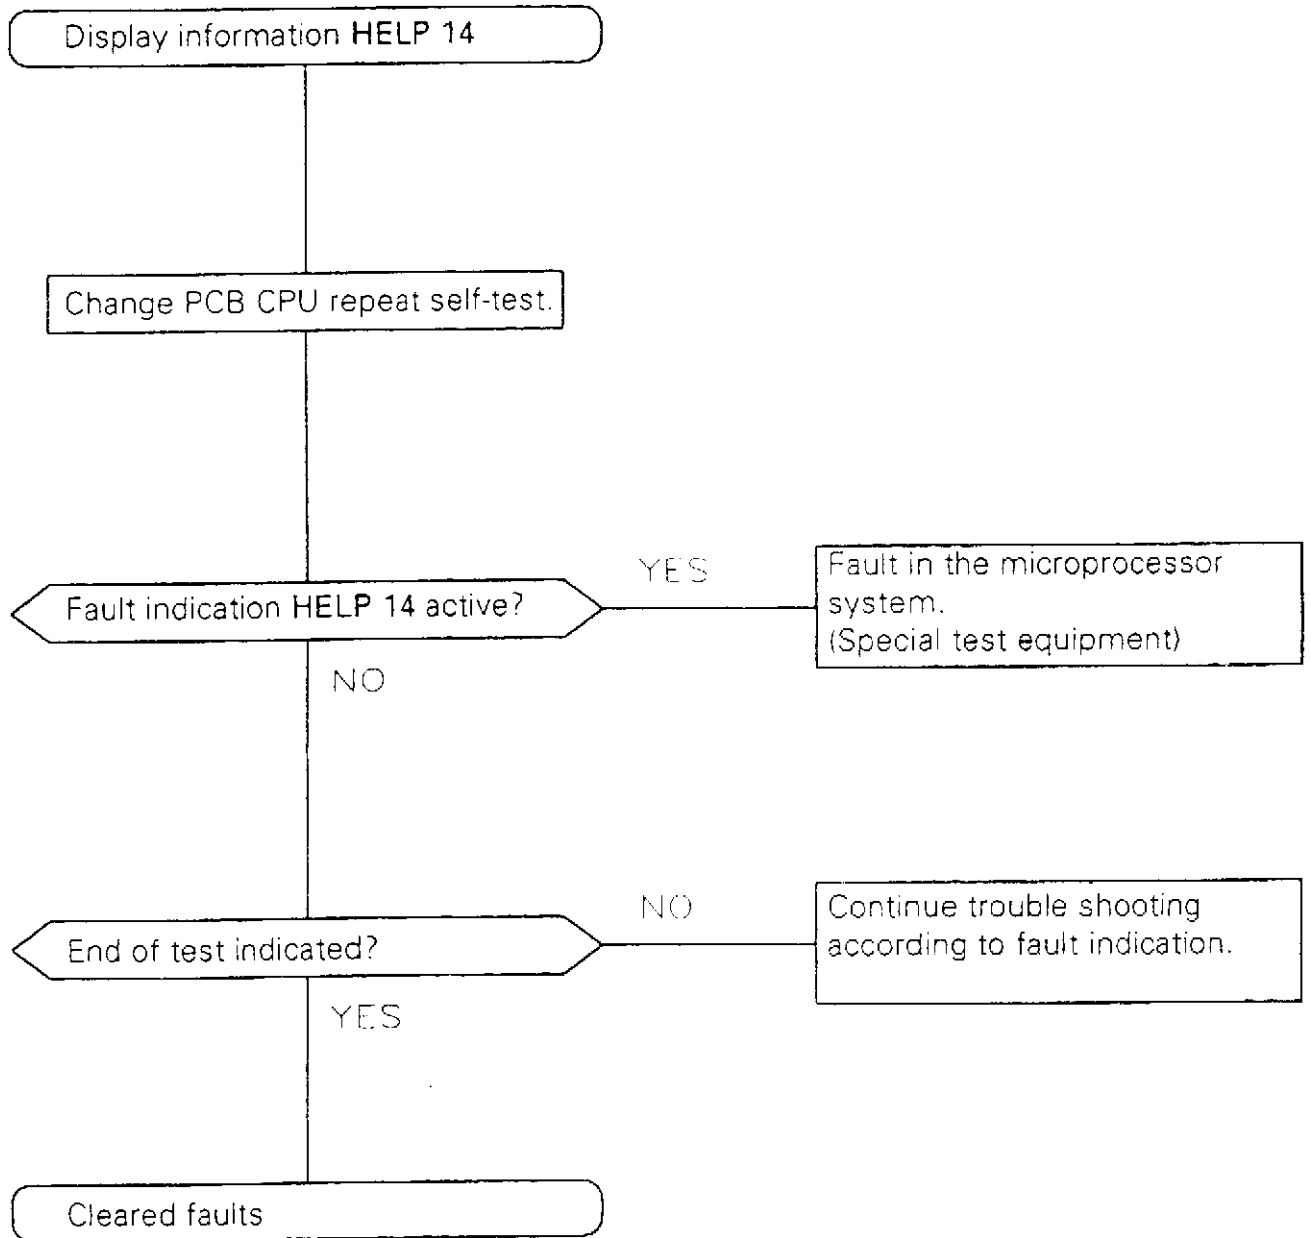 Display information HELP 14
Change PCB CPU repeat self-test.
Fault indication HELP 14 active?
YES
Fault in the microprocessor
system.
(Special test equipment)
NO
End of test indicated?
NO
Continue trouble shooting
according to fault indication.
YES
Cleared faults